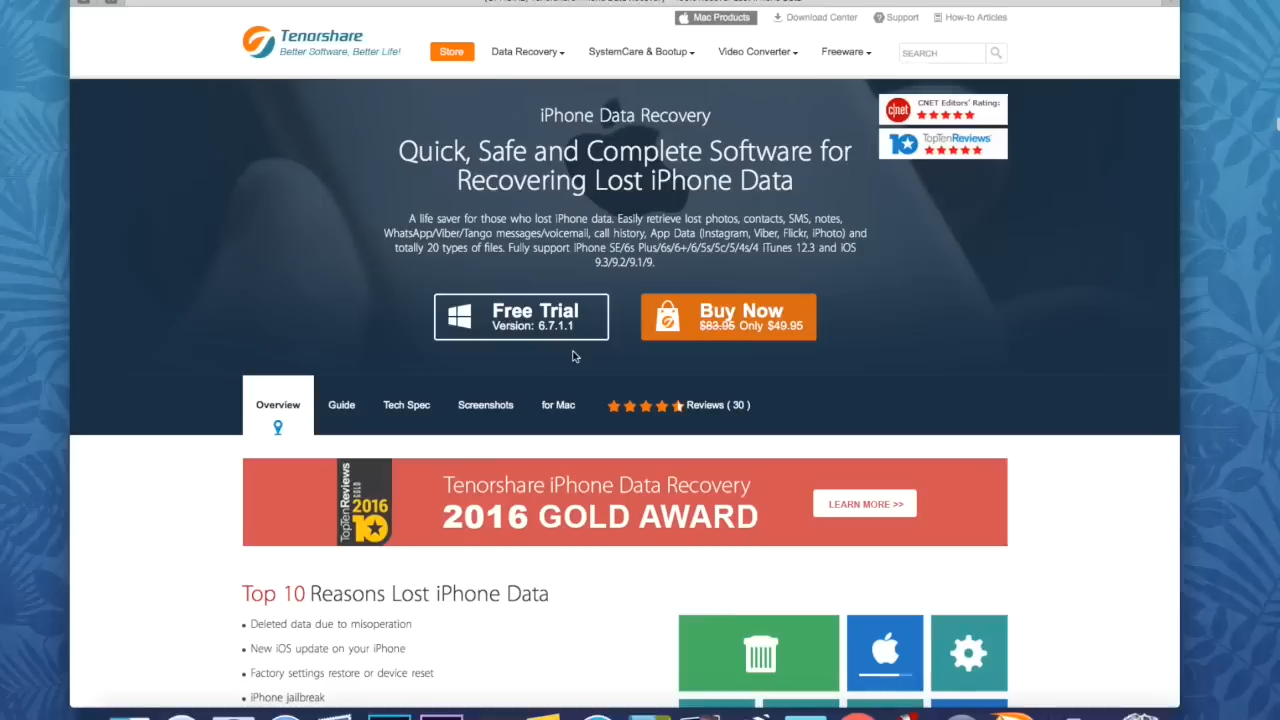 Mac Products
Download Center
Support
How-to Articles
Tenorshare
Better Software, Better Life!
Store
Data Recovery
SystemCare & Bootup
Video Converter
Freeware
SEARCH
cnet
CNET Editors' Rating:
10
TopTenReviews
iPhone Data Recovery
Quick, Safe and Complete Software for
Recovering Lost iPhone Data
A life saver for those who lost iPhone data. Easily retrieve lost photos, contacts, SMS, notes,
WhatsApp/Viber/Tango messages/voicemail, call history, App Data (Instagram, Viber, Flickr, iPhoto) and
totally 20 types of files. Fully support iPhone SE/6s Plus/6s/6+/6/5s/5c/5/4s/4 iTunes 12.3 and iOS
9.3/9.2/9.1/9.
Free Trial
Version: 6.7.1.1
Buy Now
$83.95 Only $49.95
Overview
Guide
Tech Spec
Screenshots
for Mac
Reviews ( 30 )
TopTenReviews
GOLD
2016
10
Tenorshare iPhone Data Recovery
2016 GOLD AWARD
LEARN MORE >>
Top 10 Reasons Lost iPhone Data
Deleted data due to misoperation
New iOS update on your iPhone
Factory settings restore or device reset
iPhone jailbreak